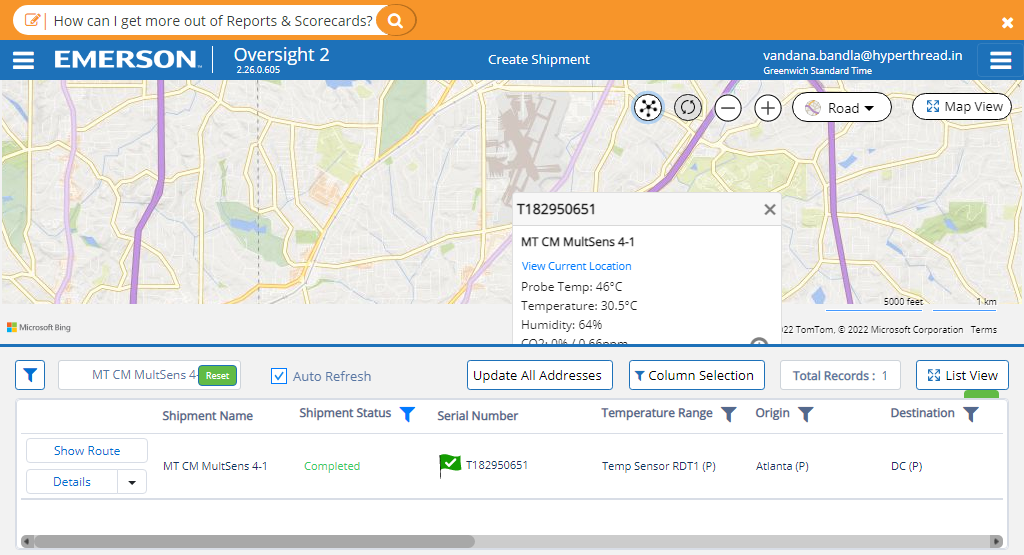 How can I get more out of Reports & Scorecards?
EMERSON
Oversight 2
2.26.0.605
Create Shipment
vandana.bandla@hyperthread.in
Greenwich Standard Time
Road
Map View
T182950651
MT CM MultSens 4-1
View Current Location
Probe Temp: 46°C
Temperature: 30.5°C
Humidity: 64%
CO2: 0% / 0.66ppm
5000 feet
1 km
Microsoft Bing
22 TomTom, © 2022 Microsoft Corporation Terms
MT CM MultSens 4-
Reset
Auto Refresh
Update All Addresses
Column Selection
Total Records : 1
List View
Shipment Name
Shipment Status
Serial Number
Temperature Range
Origin
Destination
Show Route
Details
MT CM MultSens 4-1
Completed
T182950651
Temp Sensor RDT1 (P)
Atlanta (P)
DC (P)